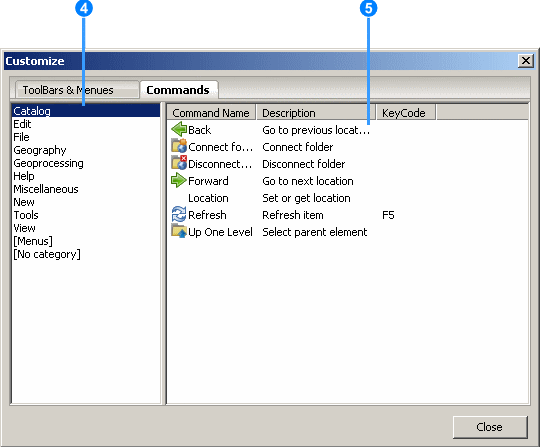 4 5
Customize
ToolBars & Menues Commands
Catalog
Edit
File
Geography
Geoprocessing
Help
Miscellaneous
New
Tools
View
[Menus]
[No category]
Command Name Description KeyCode
Back Go to previous locat...
Connect fo... Connect folder
Disconnect... Disconnect folder
Forward Go to next location
Location Set or get location
Refresh Refresh item F5
Up One Level Select parent element
Close